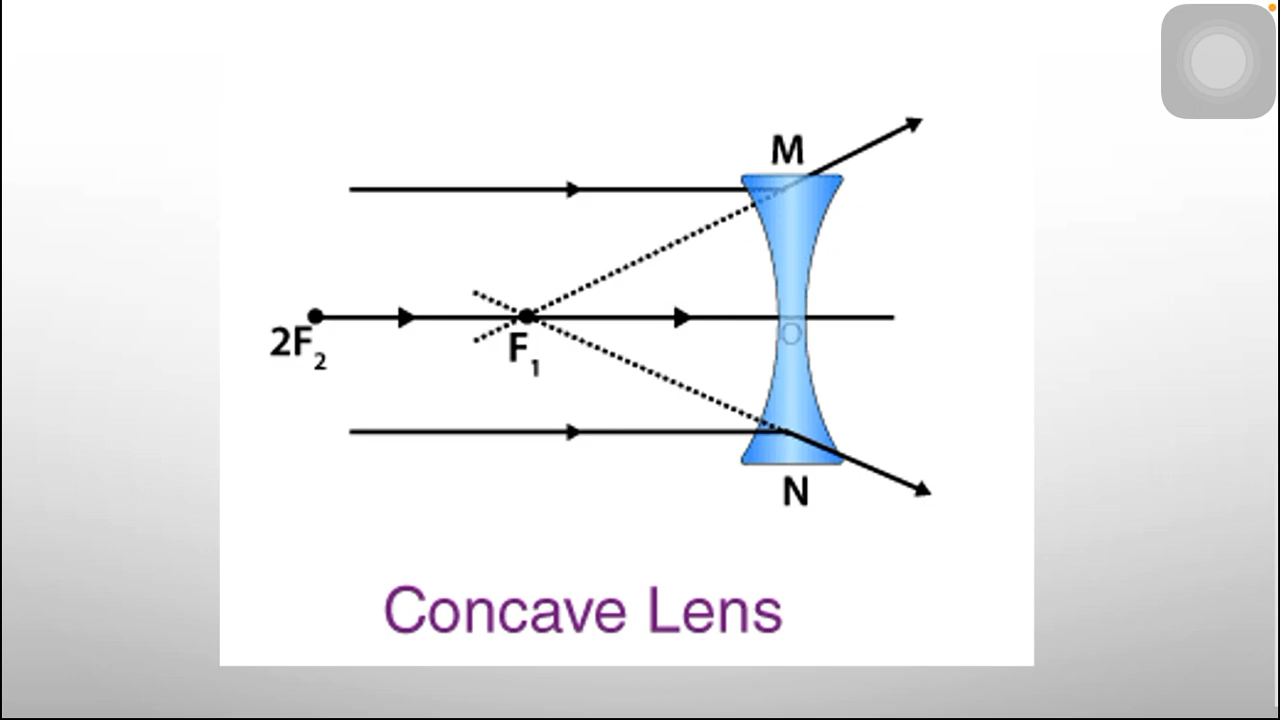 M
2F₂
F₁
O
N
Concave Lens